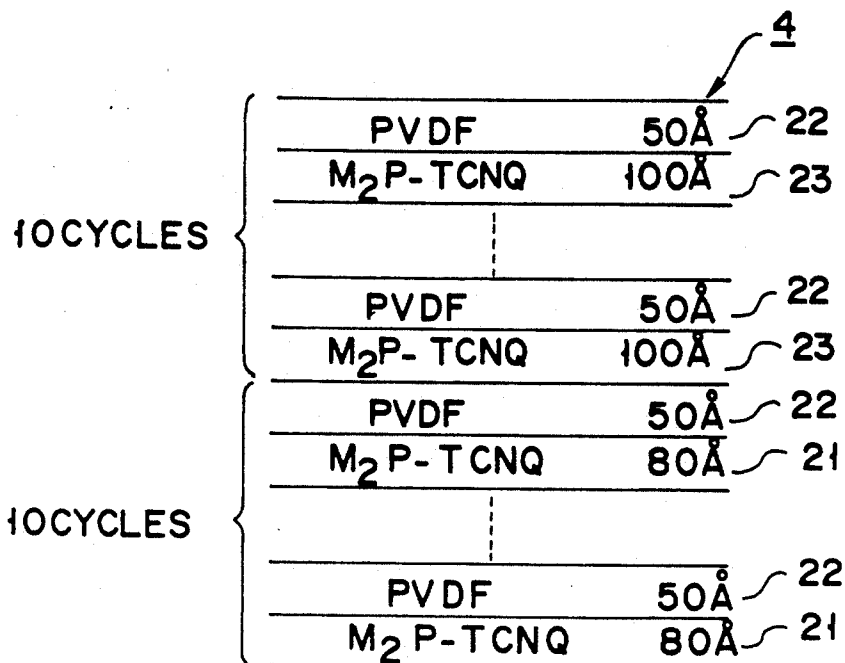 4
PVDF 50Å 22
M₂P-TCNQ 100Å 23
10CYCLES
PVDF 50Å 22
M₂P-TCNQ 100Å 23
PVDF 50Å 22
M₂P-TCNQ 80Å 21
10CYCLES
PVDF 50Å 22
M₂P-TCNQ 80Å 21